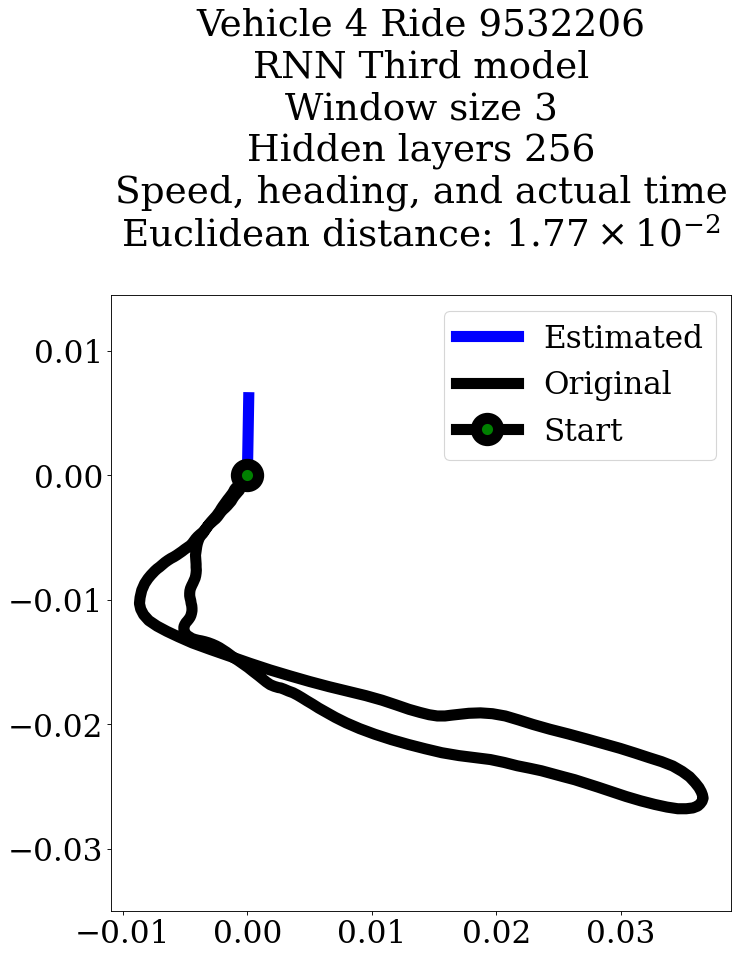 Vehicle 4 Ride 9532206
RNN Third model
Window size 3
Hidden layers 256
Speed, heading, and actual time
Euclidean distance: 1.77 × 10⁻²
Estimated
Original
Start
0.01
0.00
−0.01
−0.02
−0.03
−0.01 0.00 0.01 0.02 0.03